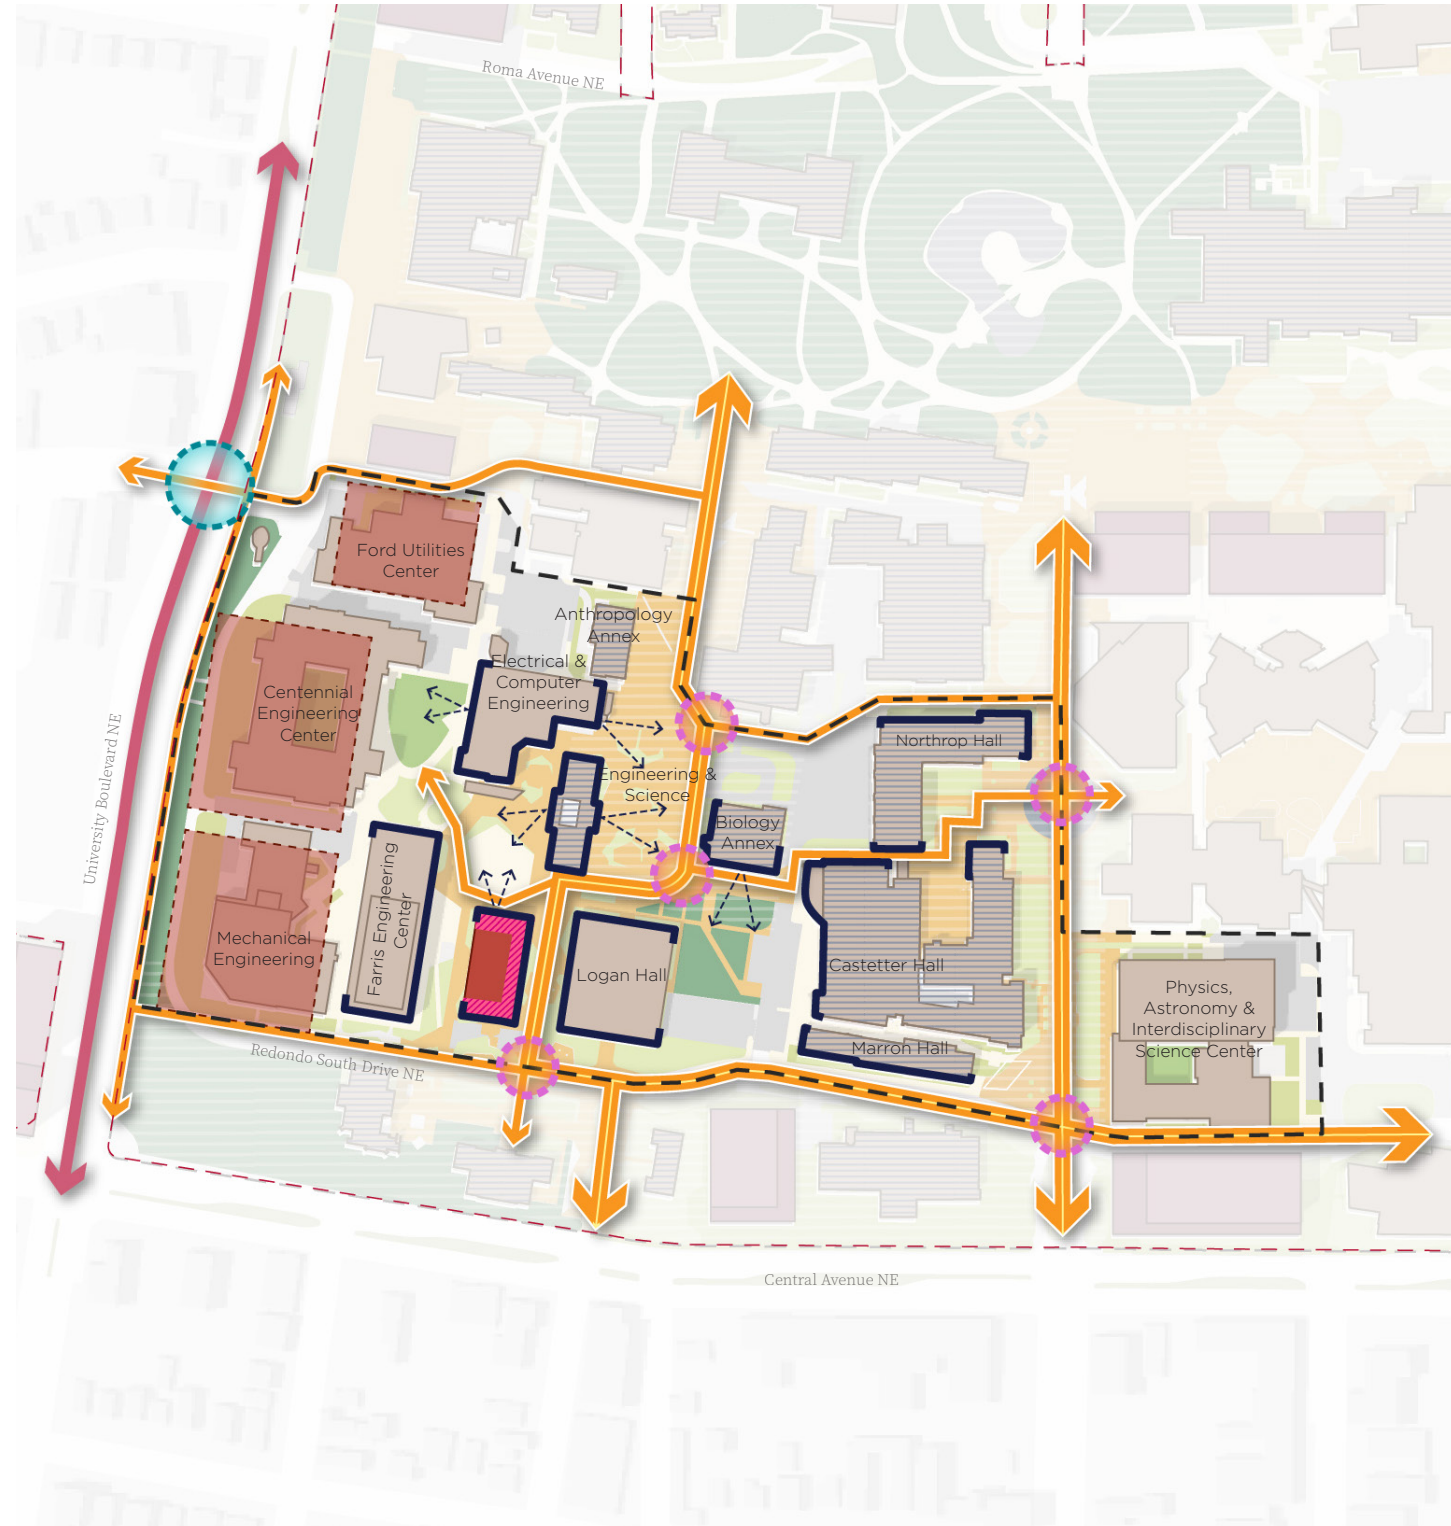 Roma Avenue NE
Ford Utilities
Center
Anthropology
Annex
Electrical &
Computer
Engineering
Centennial
Engineering
Center
University Boulevard NE
Northrop Hall
Engineering &
Science
Biology
Annex
Farris Engineering
Center
Mechanical
Engineering
Logan Hall
Castetter Hall
Physics,
Astronomy &
Interdisciplinary
Science Center
Marron Hall
Redondo South Drive NE
Central Avenue NE